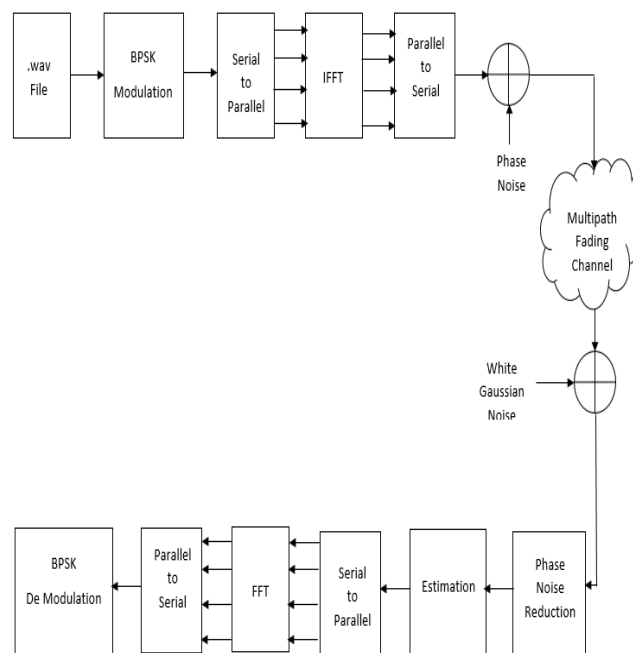 .wav
File
BPSK
Modulation
Serial
to
Parallel
IFFT
Parallel
to
Serial
Phase
Noise
Multipath
Fading
Channel
White
Gaussian
Noise
BPSK
De Modulation
Parallel
to
Serial
FFT
Serial
to
Parallel
Estimation
Phase
Noise
Reduction